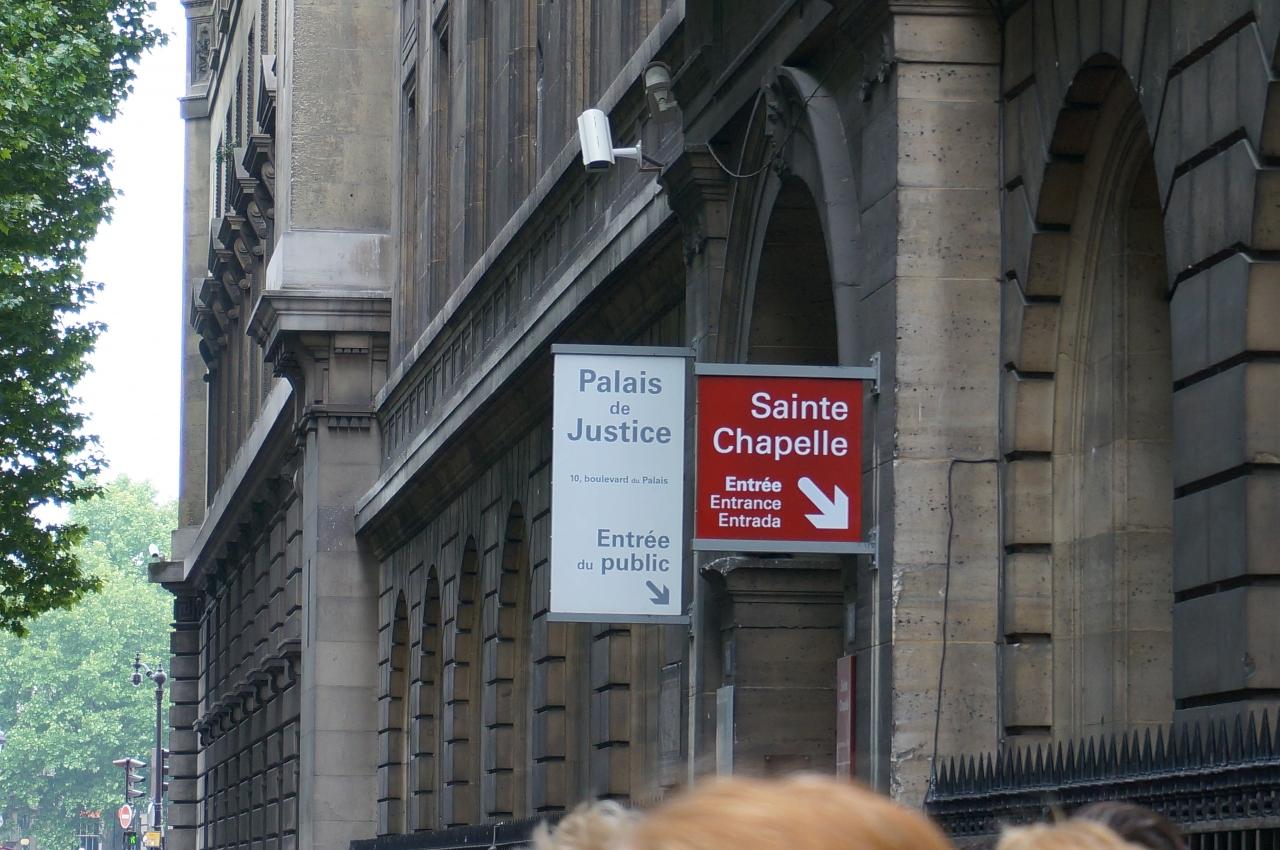 Palais
de
Justice
10, boulevard du Palais
Entrée
du public
Sainte
Chapelle
Entrée
Entrance
Entrada